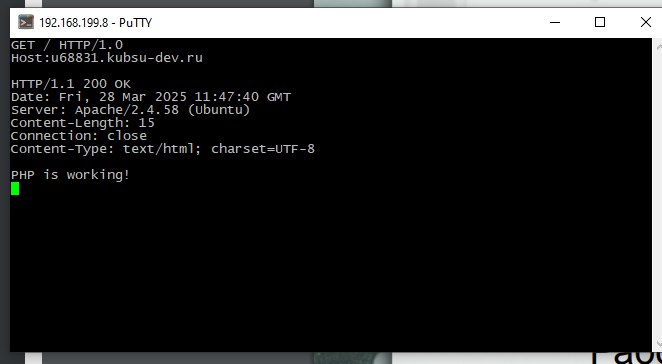 192.168.199.8 - PuTTY
GET / HTTP/1.0
Host:u68831.kubsu-dev.ru
HTTP/1.1 200 OK
Date: Fri, 28 Mar 2025 11:47:40 GMT
Server: Apache/2.4.58 (Ubuntu)
Content-Length: 15
Connection: close
Content-Type: text/html; charset=UTF-8
PHP is working!